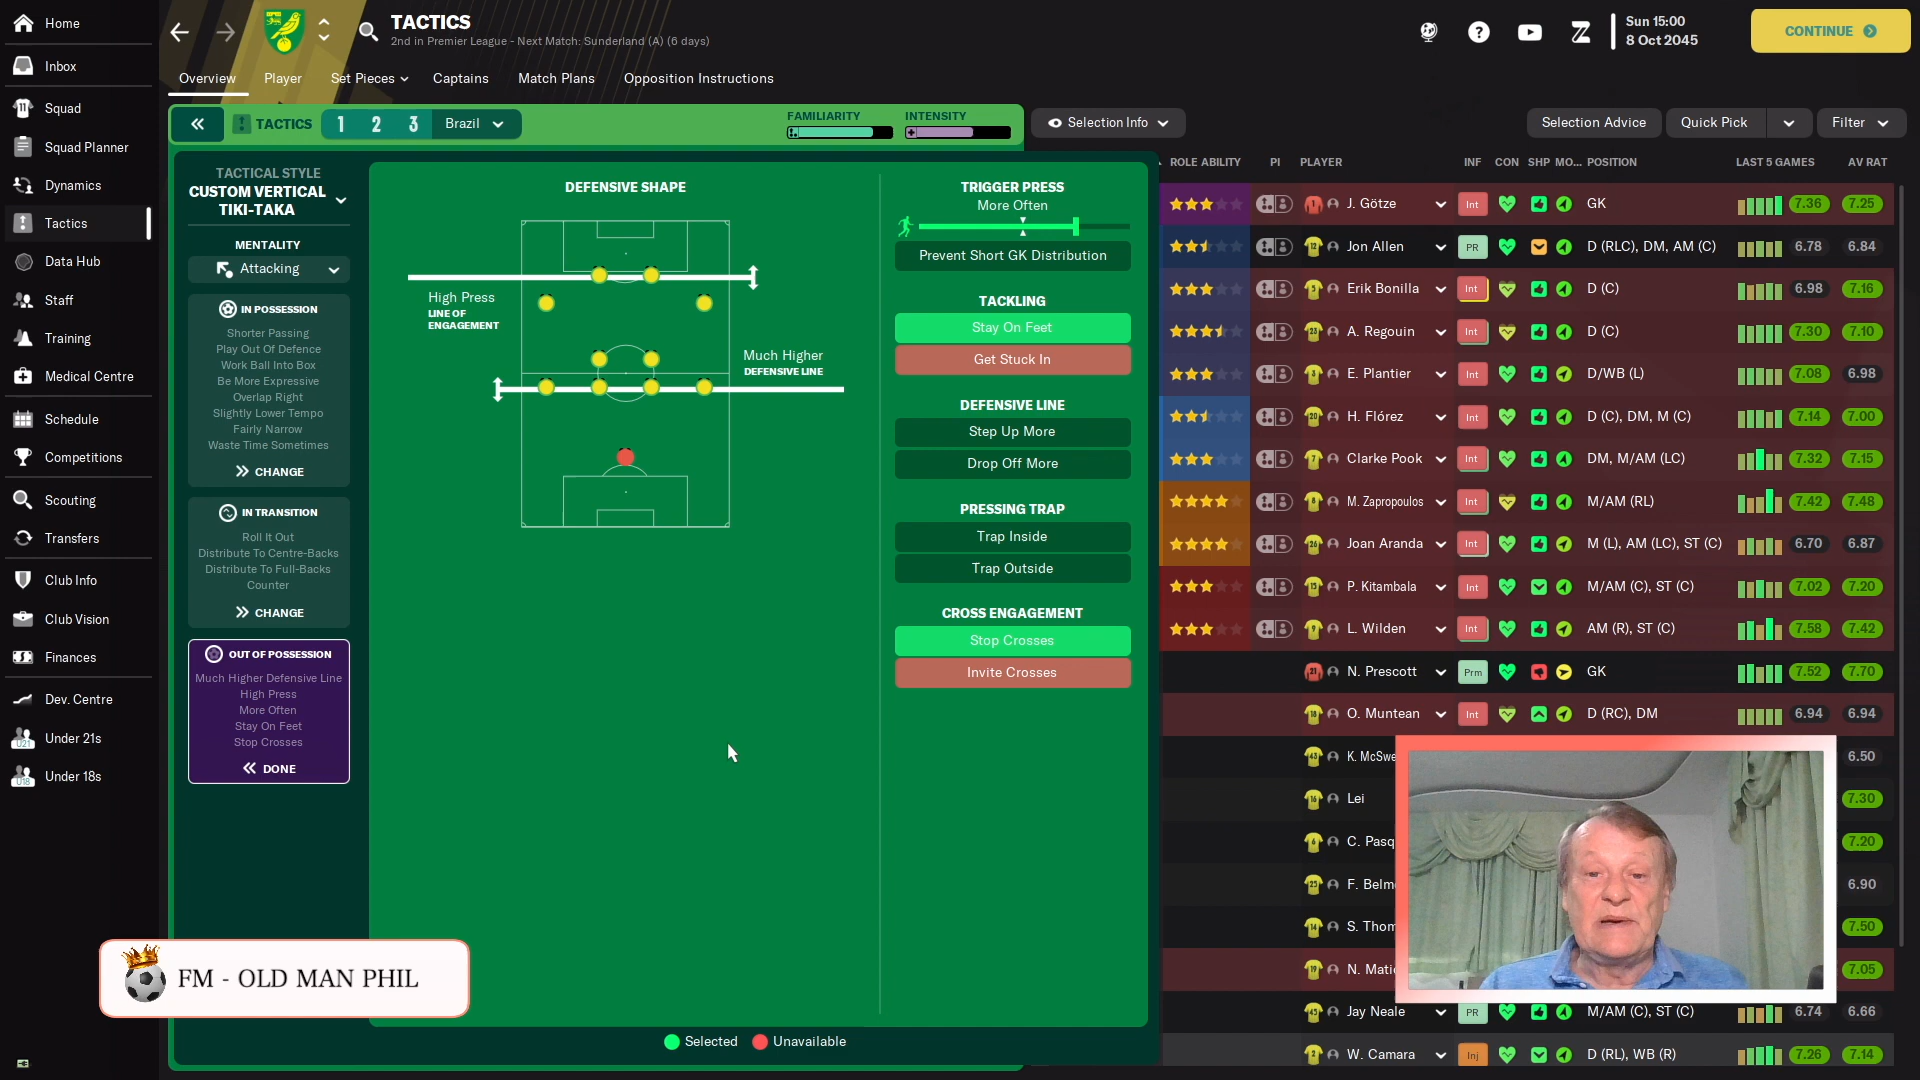 Home
Inbox
Squad
Squad Planner
Dynamics
Tactics
Data Hub
Staff
Training
Medical Centre
Schedule
Competitions
Scouting
Transfers
Club Info
Club Vision
Finances
Dev. Centre
Under 21s
Under 18s
TACTICS
2nd in Premier League - Next Match: Sunderland (A) (6 days)
Sun 15:00
8 Oct 2045
CONTINUE
Overview Player Set Pieces Captains Match Plans Opposition Instructions
TACTICS 1 2 3 Brazil
FAMILIARITY INTENSITY
Selection Info
Selection Advice Quick Pick Filter
TACTICAL STYLE
CUSTOM VERTICAL
TIKI-TAKA
MENTALITY
Attacking
IN POSSESSION
Shorter Passing
Play Out Of Defence
Work Ball Into Box
Be More Expressive
Overlap Right
Slightly Lower Tempo
Fairly Narrow
Waste Time Sometimes
CHANGE
IN TRANSITION
Roll It Out
Distribute To Centre-Backs
Distribute To Full-Backs
Counter
CHANGE
OUT OF POSSESSION
Much Higher Defensive Line
High Press
More Often
Stay On Feet
Stop Crosses
DONE
DEFENSIVE SHAPE
High Press
LINE OF
ENGAGEMENT
Much Higher
DEFENSIVE LINE
TRIGGER PRESS
More Often
Prevent Short GK Distribution
TACKLING
Stay On Feet
Get Stuck In
DEFENSIVE LINE
Step Up More
Drop Off More
PRESSING TRAP
Trap Inside
Trap Outside
CROSS ENGAGEMENT
Stop Crosses
Invite Crosses
Selected Unavailable
ROLE ABILITY PI PLAYER INF CON SHP MO... POSITION LAST 5 GAMES AV RAT
J. Götze Int GK 7.36 7.25
Jon Allen PR D (RLC), DM, AM (C) 6.78 6.84
Erik Bonilla Int D (C) 6.98 7.16
A. Regouin Int D (C) 7.30 7.10
E. Plantier Int D/WB (L) 7.08 6.98
H. Flórez Int D (C), DM, M (C) 7.14 7.00
Clarke Pook Int DM, M/AM (LC) 7.32 7.15
M. Zapropoulos Int M/AM (RL) 7.42 7.48
Joan Aranda Int M (L), AM (LC), ST (C) 6.70 6.87
P. Kitambala Int M/AM (C), ST (C) 7.02 7.20
L. Wilden Int AM (R), ST (C) 7.58 7.42
N. Prescott Prm GK 7.52 7.70
O. Muntean Int D (RC), DM 6.94 6.94
K. McSwe 6.50
Lei 7.30
C. Pasq 7.20
F. Belm 6.90
S. Thom 7.50
N. Mati 7.05
Jay Neale PR M/AM (C), ST (C) 6.74 6.66
W. Camara Inj D (RL), WB (R) 7.26 7.14
FM - OLD MAN PHIL